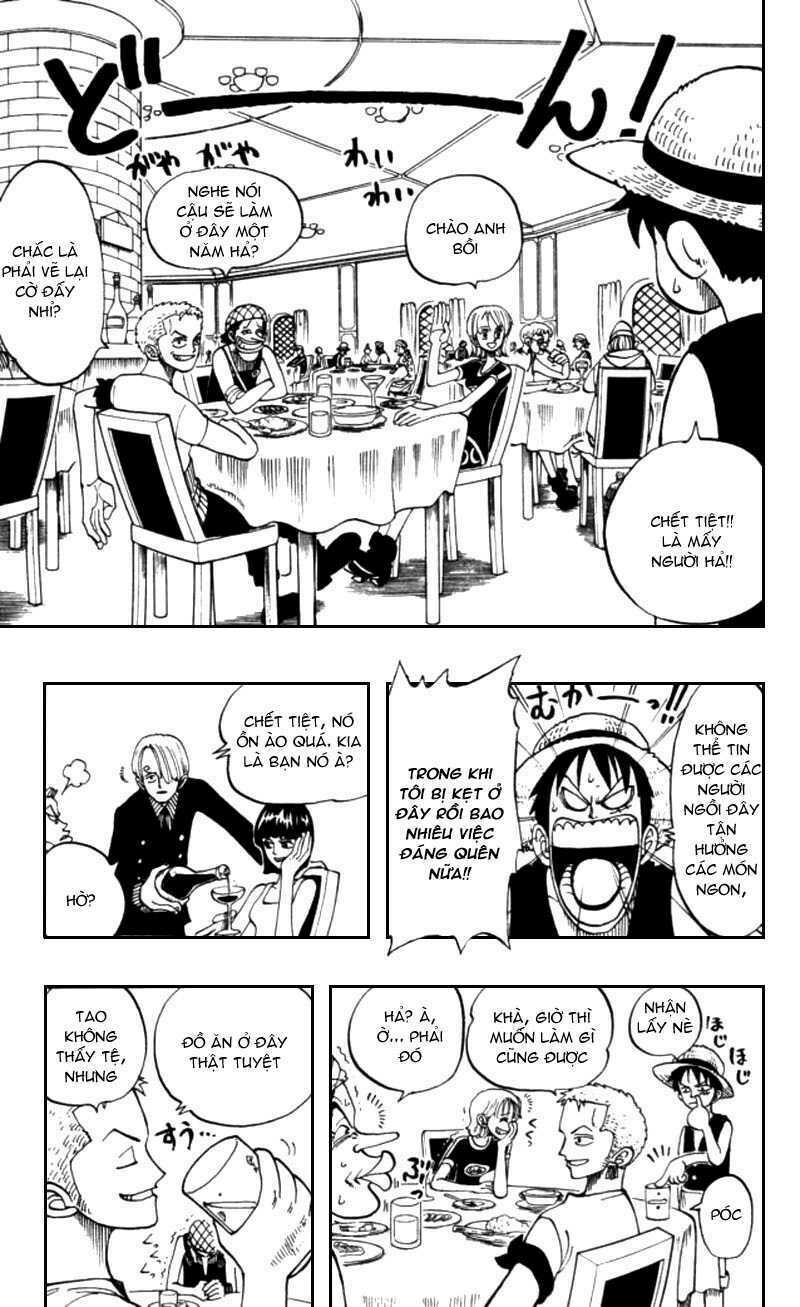 どーーん!
がや
がや
わい
わい
CHÀO ANH
BỒI
NGHE NÓI
CẬU SẼ LÀM
Ở ĐÂY MỘT
NĂM HẢ?
CHẮC LÀ
PHẢI VẼ LẠI
CỜ ĐẤY
NHỈ?
CHẾT TIỆT!!
LÀ MẤY
NGƯỜI HẢ!!
むかーーっ!!
KHÔNG
THỂ TIN
ĐƯỢC CÁC
NGƯỜI
NGỒI ĐÂY
TẬN
HƯỞNG
CÁC MÓN
NGON,
TRONG KHI
TÔI BỊ KẸT Ở
ĐÂY RỒI BAO
NHIÊU VIỆC
ĐÁNG QUÊN
NỮA!!
CHẾT TIỆT, NÓ
ỒN ÀO QUÁ. KIA
LÀ BẠN NÓ À?
HỜ?
NHẬN
LẤY NÈ
ほじ
ほじ
KHÀ, GIỜ THÌ
MUỐN LÀM GÌ
CŨNG ĐƯỢC
HẢ? À,
Ờ... PHẢI
ĐÓ
ぶっ
PÓC
ĐỒ ĂN Ở ĐÂY
THẬT TUYỆT
TAO
KHÔNG
THẤY TỆ,
NHƯNG
すう…